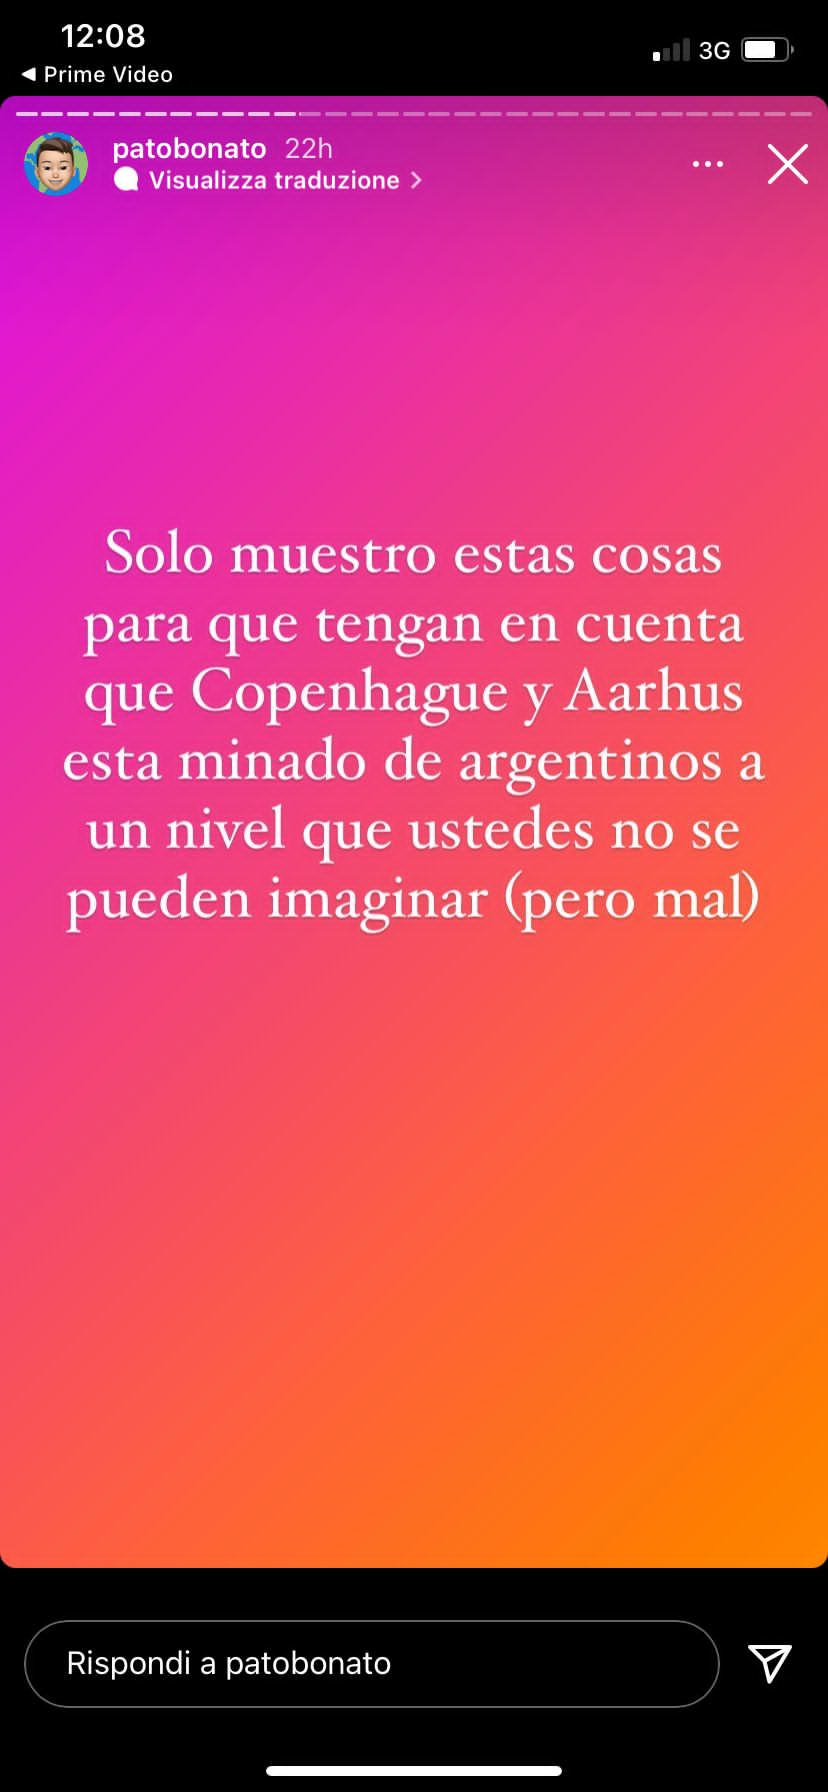 12:08
3G
◀ Prime Video
patobonato 22h
Visualizza traduzione >
Solo muestro estas cosas
para que tengan en cuenta
que Copenhague y Aarhus
esta minado de argentinos a
un nivel que ustedes no se
pueden imaginar (pero mal)
Rispondi a patobonato